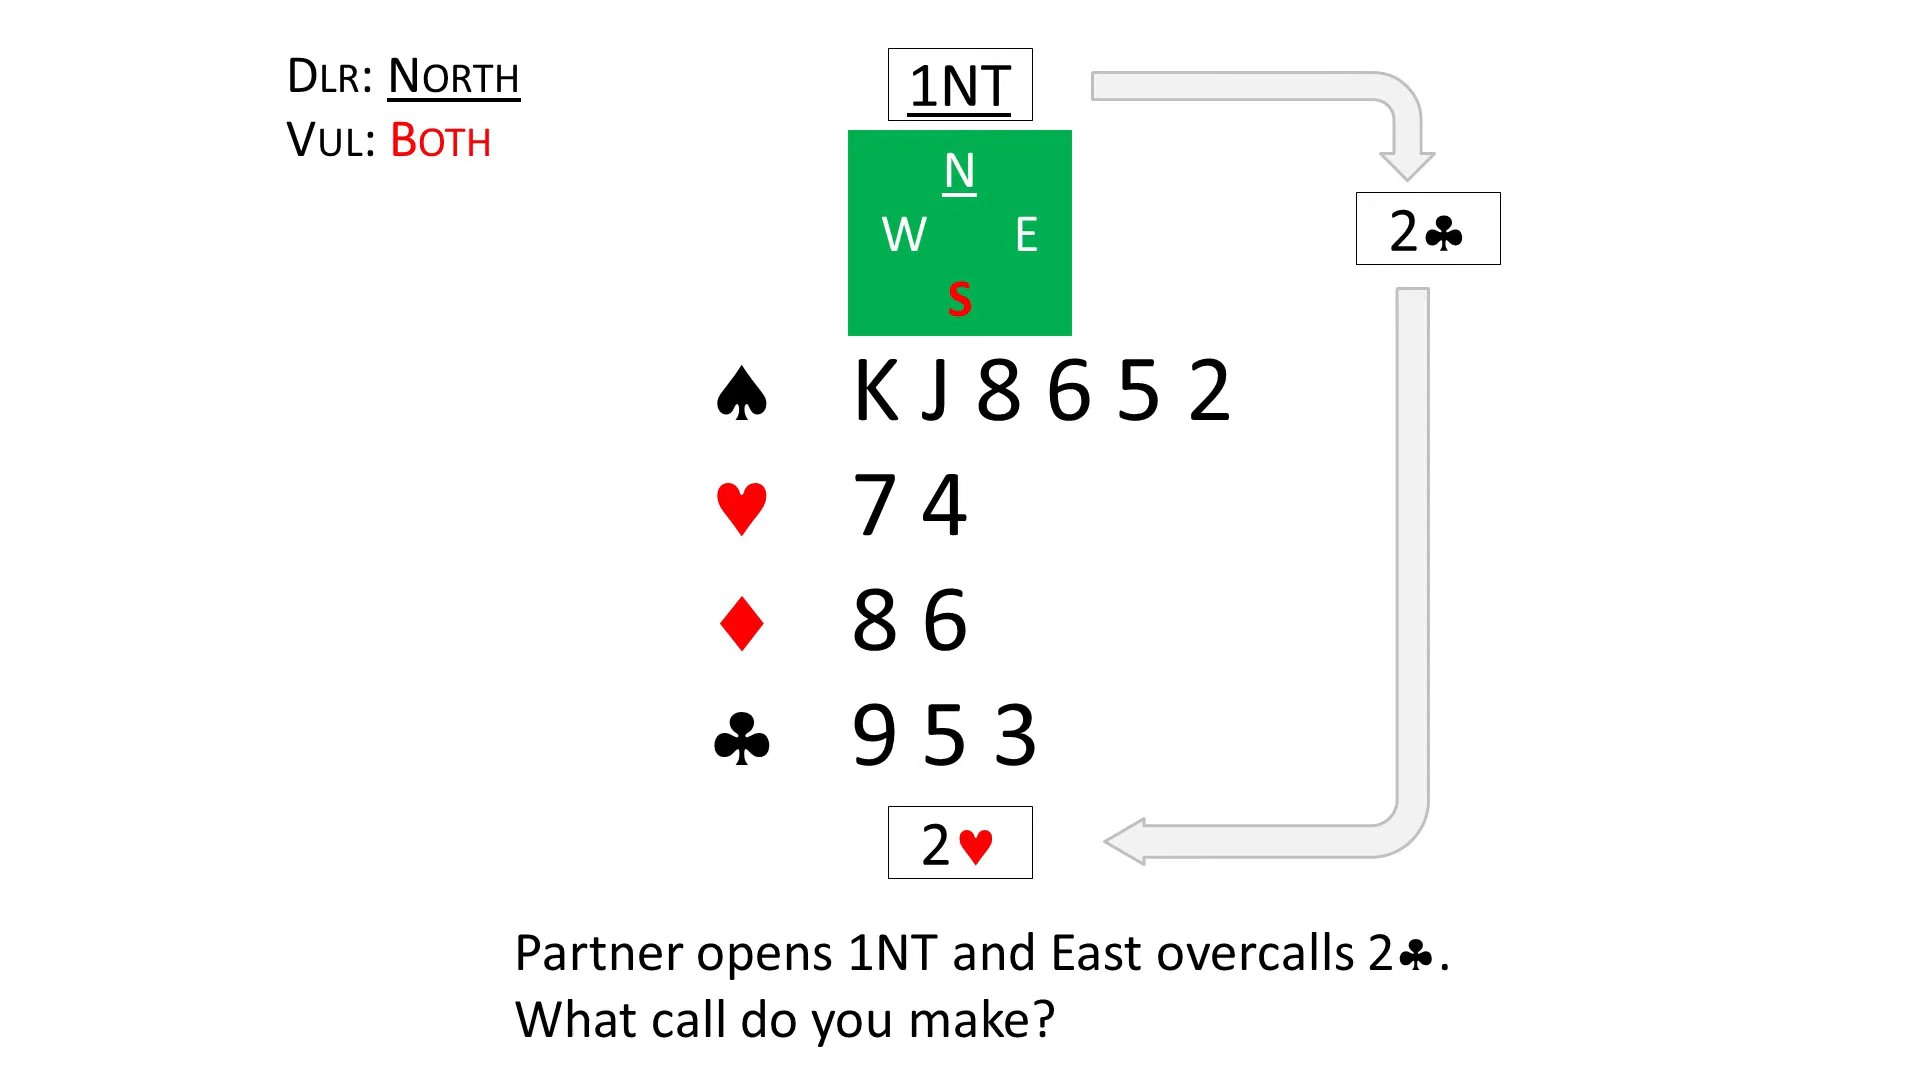 DLR: NORTH
VUL: BOTH
1NT
N
W E
S
2♣
♠ K J 8 6 5 2
♥ 7 4
♦ 8 6
♣ 9 5 3
2♥
Partner opens 1NT and East overcalls 2♣.
What call do you make?